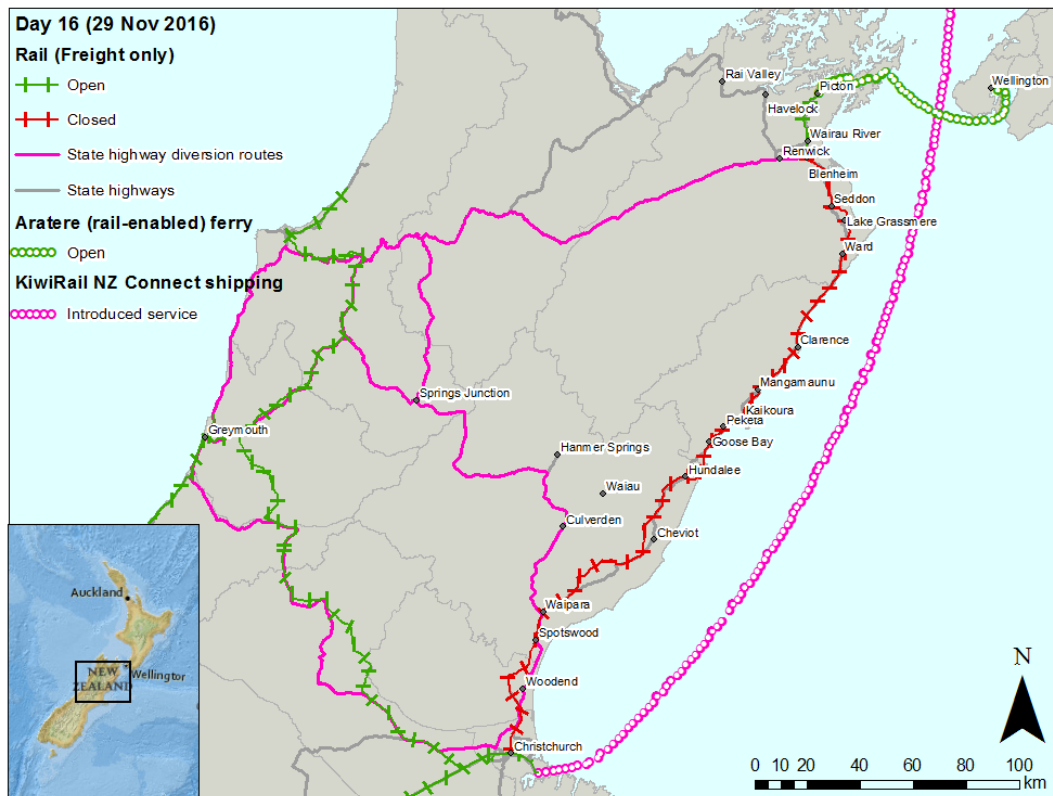 Day 16 (29 Nov 2016)
Rail (Freight only)
Open
Closed
State highway diversion routes
State highways
Aratere (rail-enabled) ferry
Open
KiwiRail NZ Connect shipping
Introduced service
Rai Valley
Picton
Wellington
Havelock
Wairau River
Renwick
Blenheim
Seddon
Lake Grassmere
Ward
Clarence
Mangamaunu
Kaikoura
Peketa
Goose Bay
Springs Junction
Greymouth
Hanmer Springs
Hundalee
Waiau
Culverden
Cheviot
Waipara
Spotswood
Woodend
Christchurch
Auckland
Wellington
NEW
ZEALAND
N
0 5 10 20 40 60 80 100
km